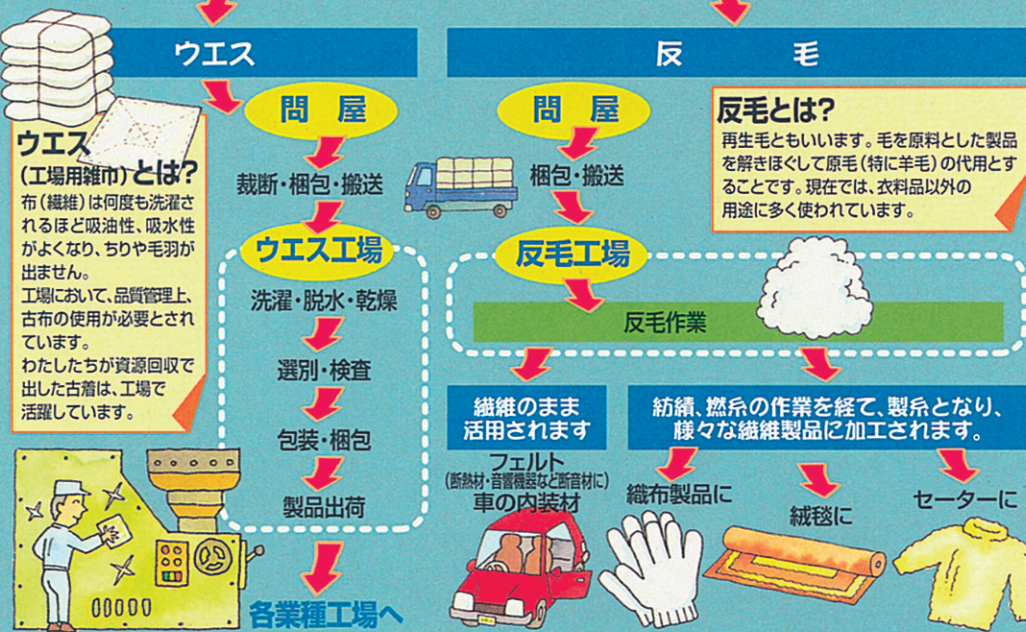 ウエス
問屋
ウエス
(工場用雑巾)とは?
布(繊維)は何度も洗濯さ
れるほど吸油性、吸水性
がよくなり、ちりや毛羽が
出ません。
工場において、品質管理上、
古布の使用が必要とされ
ています。
わたしたちが資源回収で
出した古着は、工場で
活躍しています。
裁断・梱包・搬送
ウエス工場
洗濯・脱水・乾燥
選別・検査
包装・梱包
製品出荷
各業種工場へ
反毛
問屋
反毛とは?
再生毛ともいいます。毛を原料とした製品
を解きほぐして原毛(特に羊毛)の代用とす
ることです。現在では、衣料品以外の
用途に多く使われています。
梱包・搬送
反毛工場
反毛作業
繊維のまま
活用されます
フェルト
(断熱材・音響機器など断音材に)
車の内装材
紡績、撚糸の作業を経て、製糸となり、
様々な繊維製品に加工されます。
織布製品に
絨毯に
セーターに